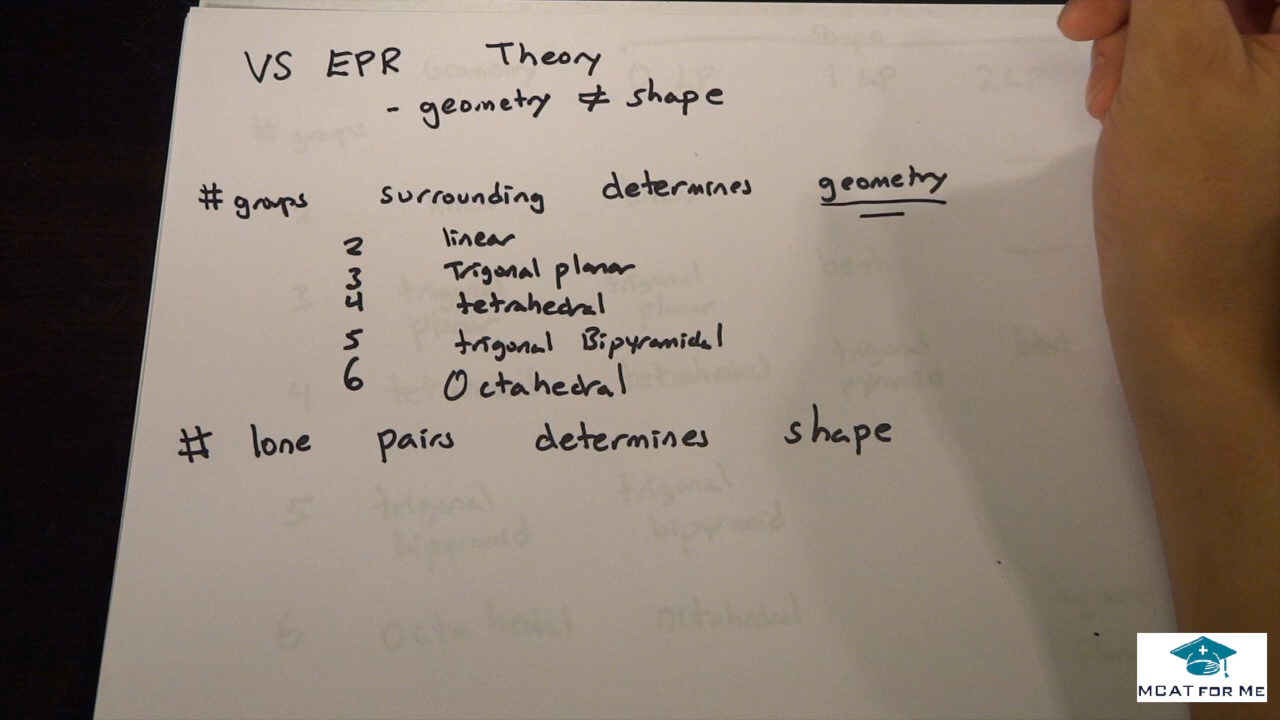 VS EPR Theory
- geometry ≠ shape
# groups surrounding determines geometry
2 linear
3 Trigonal planar
4 tetrahedral
5 trigonal Bipyramidal
6 Octahedral
# lone pairs determines shape
MCAT FOR ME